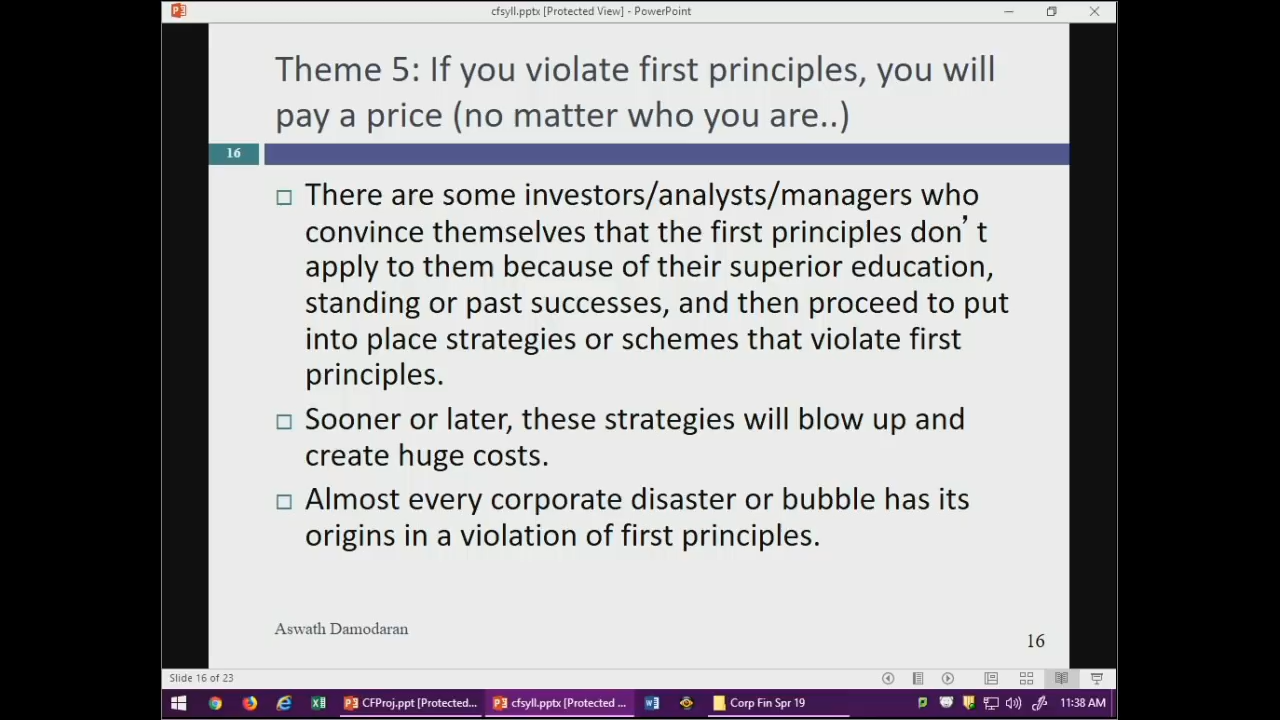 cfsyll.pptx [Protected View] - PowerPoint
Theme 5: If you violate first principles, you will
pay a price (no matter who you are..)
16
There are some investors/analysts/managers who
convince themselves that the first principles don’ t
apply to them because of their superior education,
standing or past successes, and then proceed to put
into place strategies or schemes that violate first
principles.
Sooner or later, these strategies will blow up and
create huge costs.
Almost every corporate disaster or bubble has its
origins in a violation of first principles.
Aswath Damodaran
16
Slide 16 of 23
CFProj.ppt [Protected... cfsyll.pptx [Protected ... Corp Fin Spr 19 11:38 AM